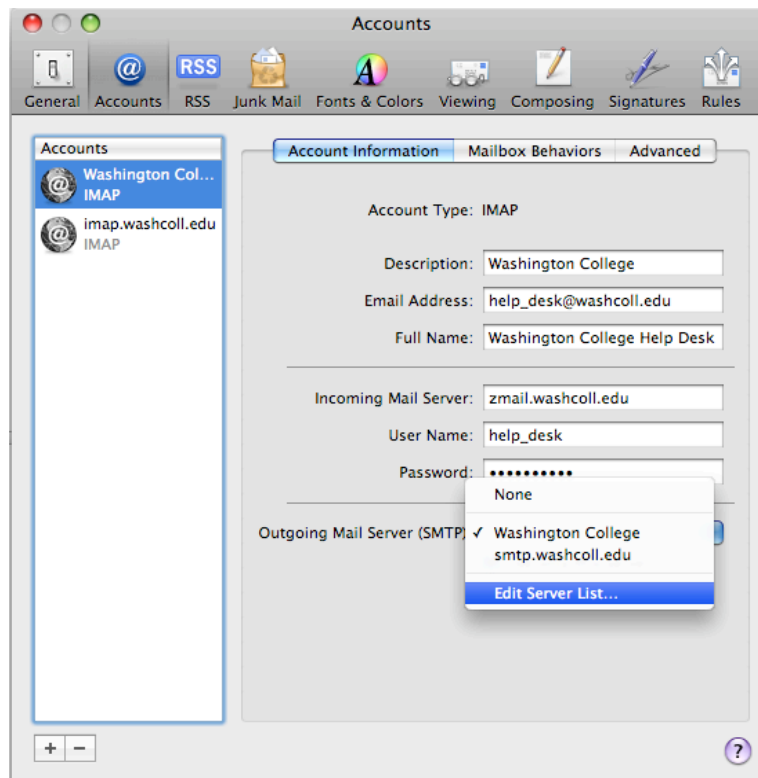 Accounts
RSS
General Accounts RSS Junk Mail Fonts & Colors Viewing Composing Signatures Rules
Accounts
Washington Col...
IMAP
imap.washcoll.edu
IMAP
Account Information Mailbox Behaviors Advanced
Account Type: IMAP
Description: Washington College
Email Address: help_desk@washcoll.edu
Full Name: Washington College Help Desk
Incoming Mail Server: zmail.washcoll.edu
User Name: help_desk
Password: ••••••••••
None
Outgoing Mail Server (SMTP) ✓ Washington College
smtp.washcoll.edu
Edit Server List...
+ − ?